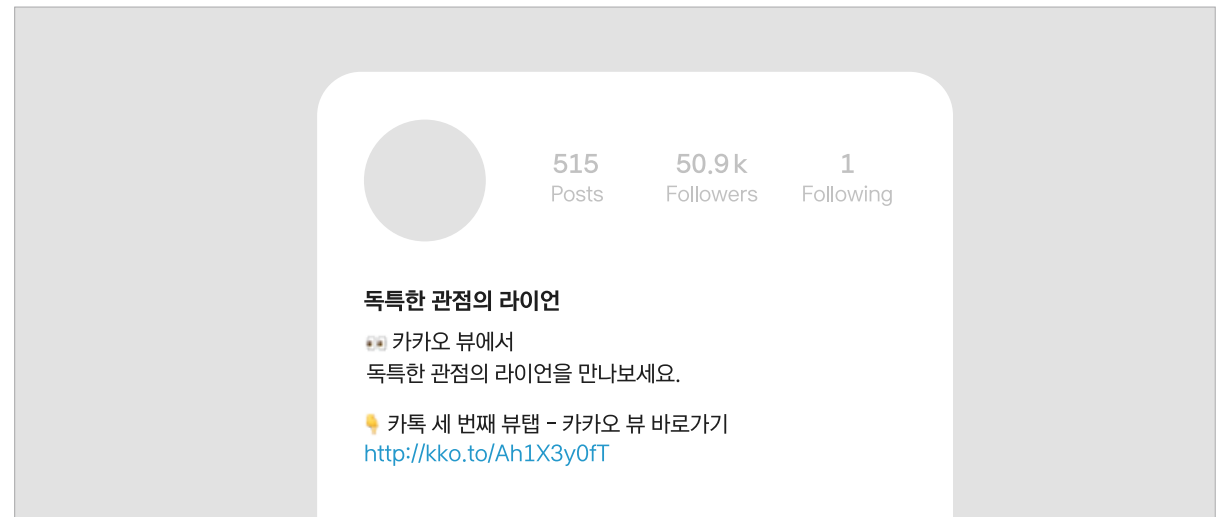 515 50.9k 1
Posts Followers Following
독특한 관점의 라이언
👀 카카오 뷰에서
독특한 관점의 라이언을 만나보세요.
👇 카톡 세 번째 뷰탭 - 카카오 뷰 바로가기
http://kko.to/Ah1X3y0fT